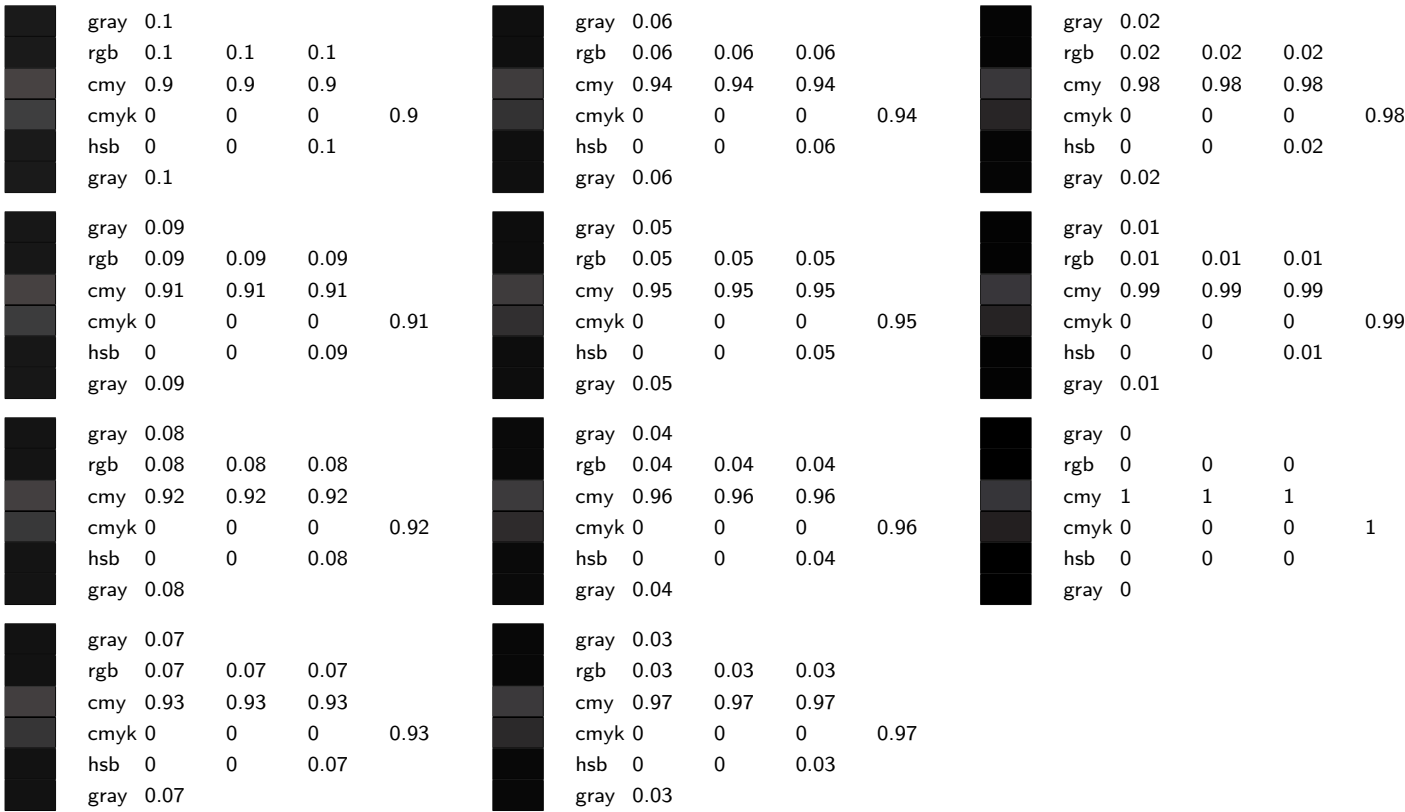 gray 0.1
rgb 0.1 0.1 0.1
cmy 0.9 0.9 0.9
cmyk 0 0 0 0.9
hsb 0 0 0.1
gray 0.1
gray 0.09
rgb 0.09 0.09 0.09
cmy 0.91 0.91 0.91
cmyk 0 0 0 0.91
hsb 0 0 0.09
gray 0.09
gray 0.08
rgb 0.08 0.08 0.08
cmy 0.92 0.92 0.92
cmyk 0 0 0 0.92
hsb 0 0 0.08
gray 0.08
gray 0.07
rgb 0.07 0.07 0.07
cmy 0.93 0.93 0.93
cmyk 0 0 0 0.93
hsb 0 0 0.07
gray 0.07
gray 0.06
rgb 0.06 0.06 0.06
cmy 0.94 0.94 0.94
cmyk 0 0 0 0.94
hsb 0 0 0.06
gray 0.06
gray 0.05
rgb 0.05 0.05 0.05
cmy 0.95 0.95 0.95
cmyk 0 0 0 0.95
hsb 0 0 0.05
gray 0.05
gray 0.04
rgb 0.04 0.04 0.04
cmy 0.96 0.96 0.96
cmyk 0 0 0 0.96
hsb 0 0 0.04
gray 0.04
gray 0.03
rgb 0.03 0.03 0.03
cmy 0.97 0.97 0.97
cmyk 0 0 0 0.97
hsb 0 0 0.03
gray 0.03
gray 0.02
rgb 0.02 0.02 0.02
cmy 0.98 0.98 0.98
cmyk 0 0 0 0.98
hsb 0 0 0.02
gray 0.02
gray 0.01
rgb 0.01 0.01 0.01
cmy 0.99 0.99 0.99
cmyk 0 0 0 0.99
hsb 0 0 0.01
gray 0.01
gray 0
rgb 0 0 0
cmy 1 1 1
cmyk 0 0 0 1
hsb 0 0 0
gray 0